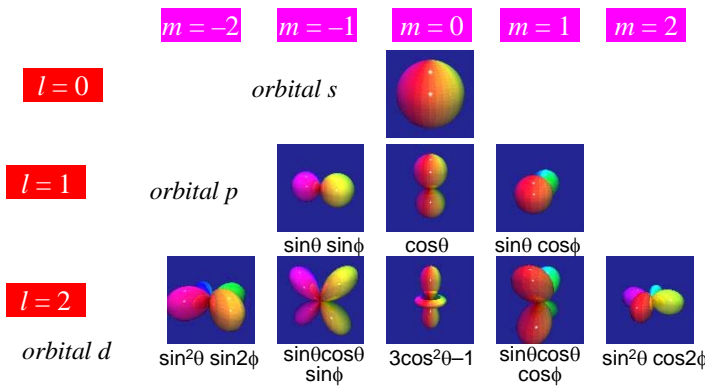 m = –2 m = –1 m = 0 m = 1 m = 2
l = 0 orbital s
l = 1 orbital p
sinθ sinϕ cosθ sinθ cosϕ
l = 2
orbital d
sin²θ sin2ϕ sinθcosθ 3cos²θ–1 sinθcosθ sin²θ cos2ϕ
sinϕ cosϕ